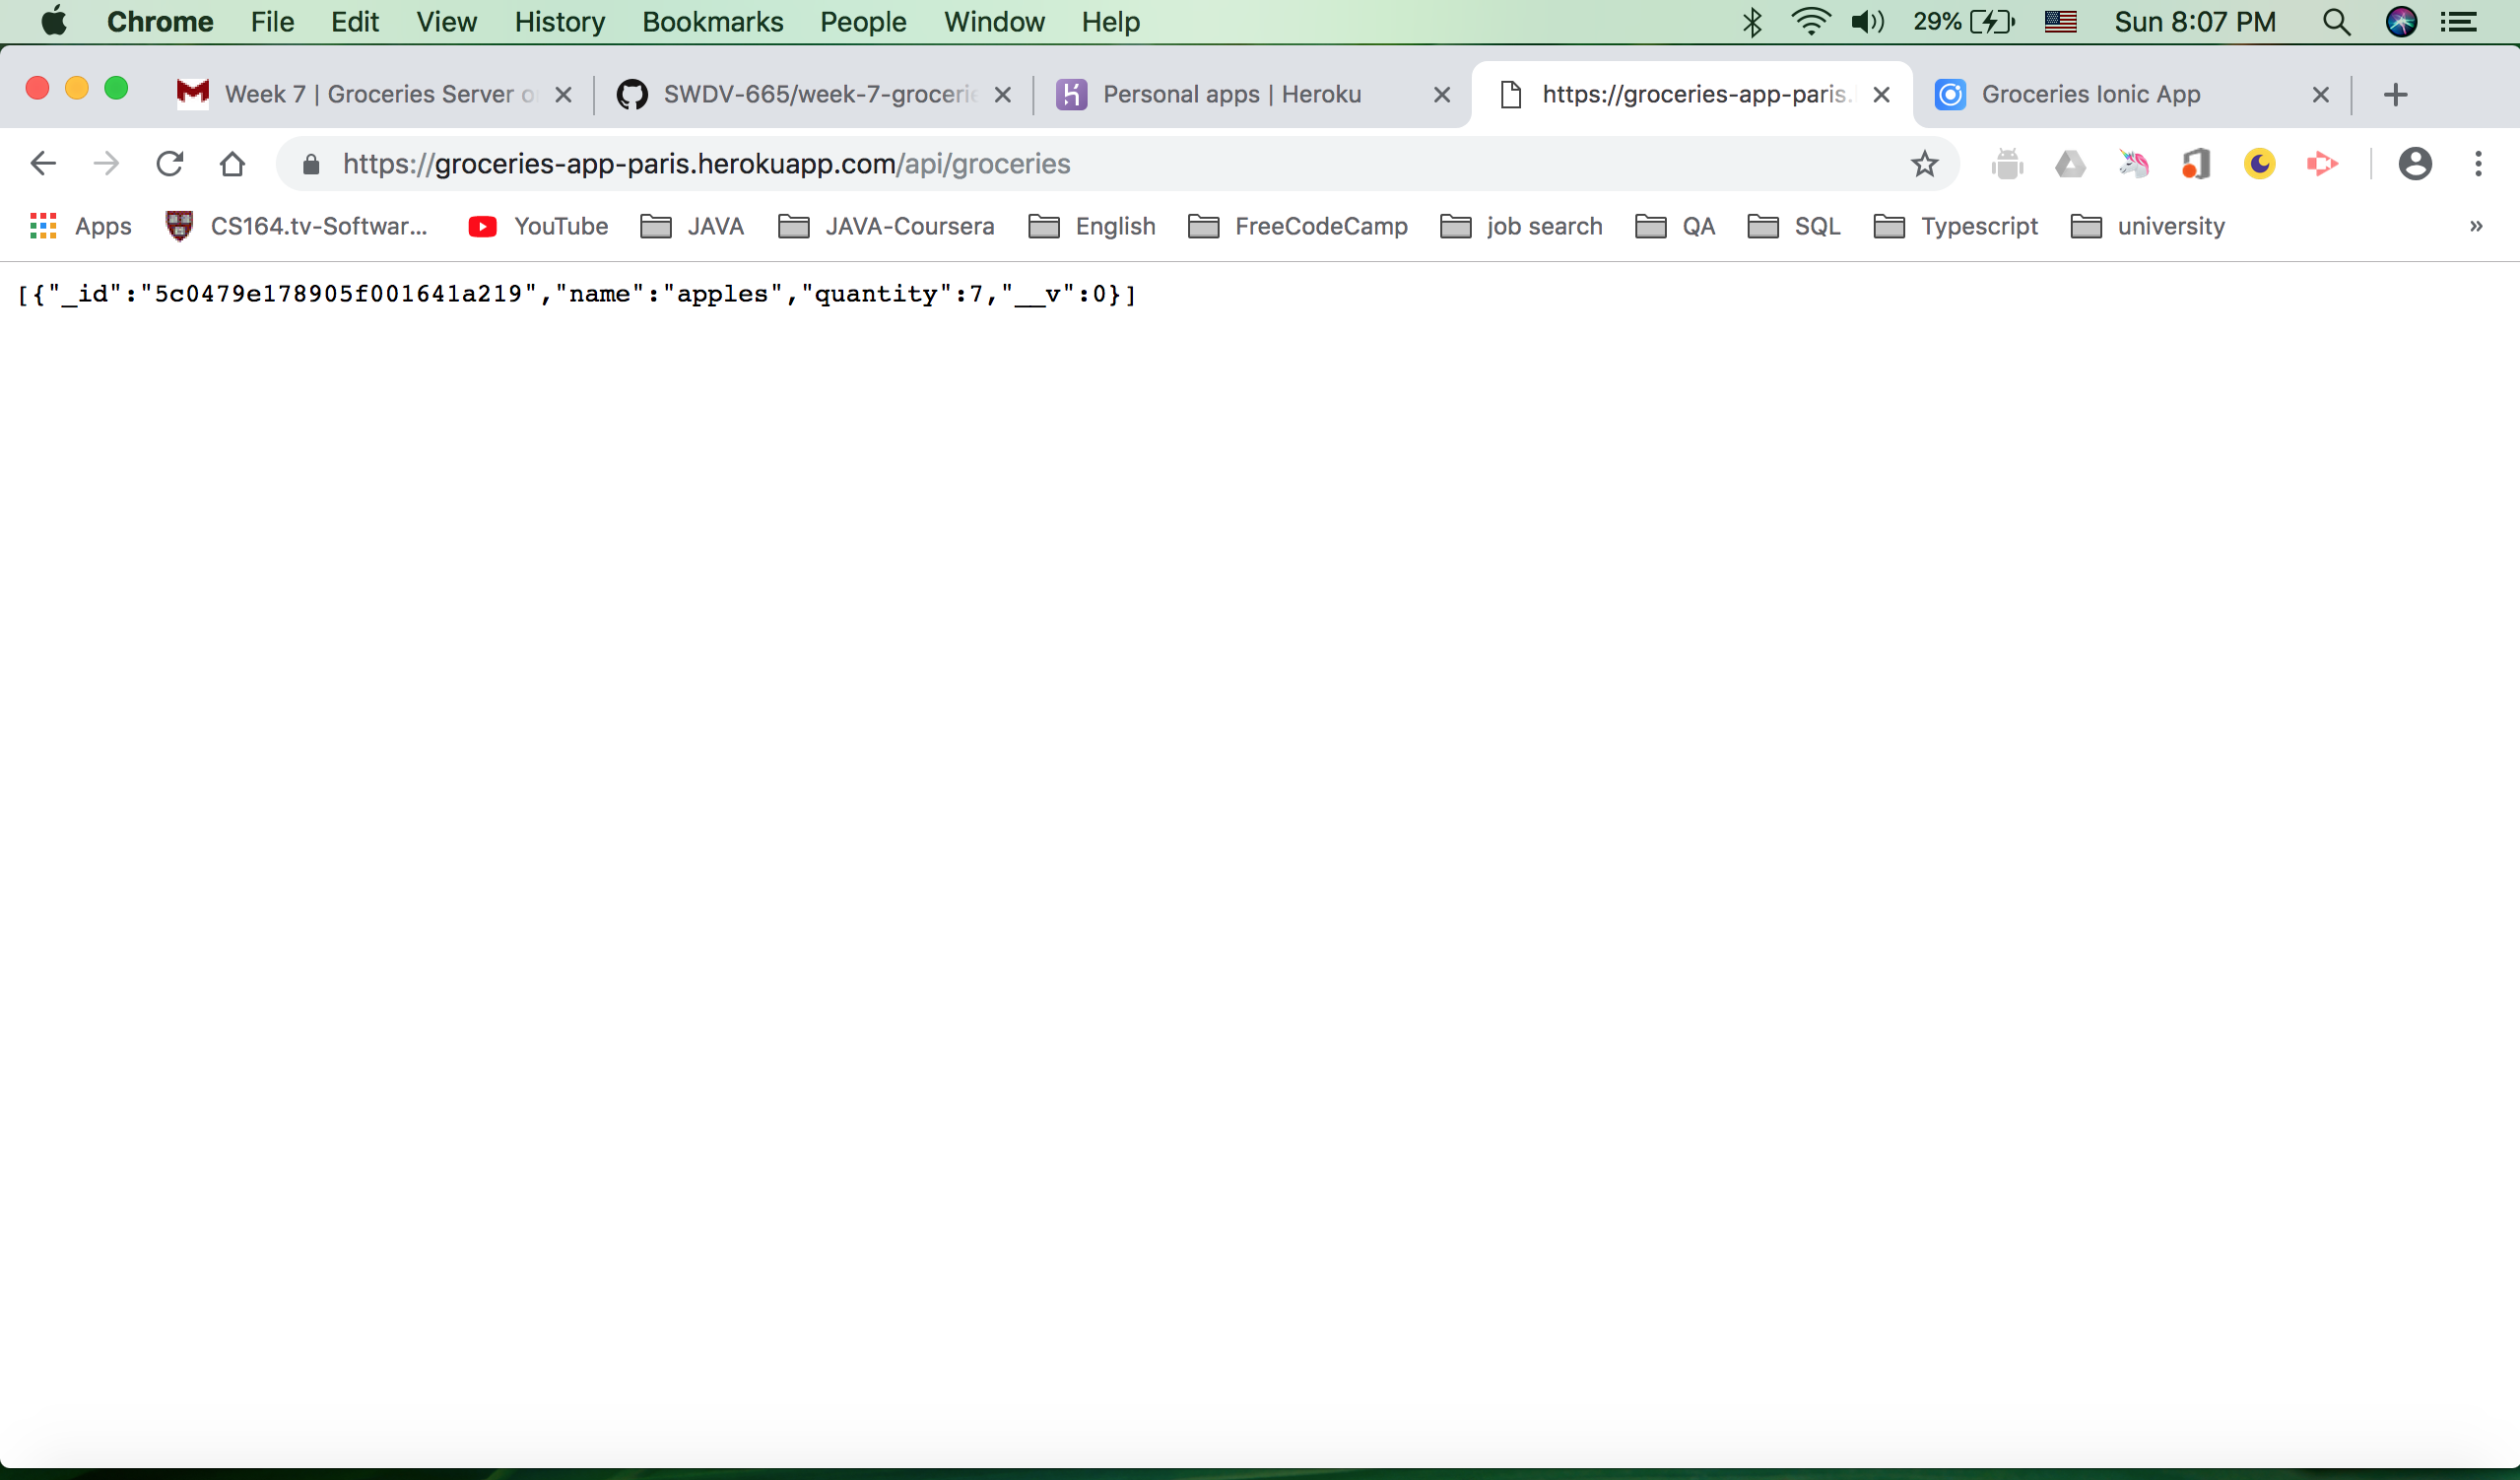 Chrome File Edit View History Bookmarks People Window Help 29% Sun 8:07 PM
Week 7 | Groceries Server SWDV-665/week-7-grocerie Personal apps | Heroku https://groceries-app-paris. Groceries Ionic App
https://groceries-app-paris.herokuapp.com/api/groceries
Apps CS164.tv-Softwar... YouTube JAVA JAVA-Coursera English FreeCodeCamp job search QA SQL Typescript university »
[{"_id":"5c0479e178905f001641a219","name":"apples","quantity":7,"__v":0}]